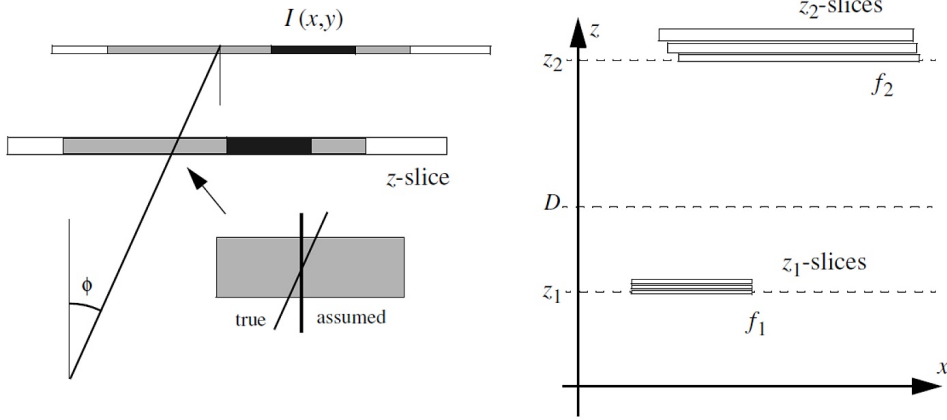 I (x,y)
z-slice
ϕ
true
assumed
z₂-slices
z
z₂
f₂
D
z₁-slices
z₁
f₁
x